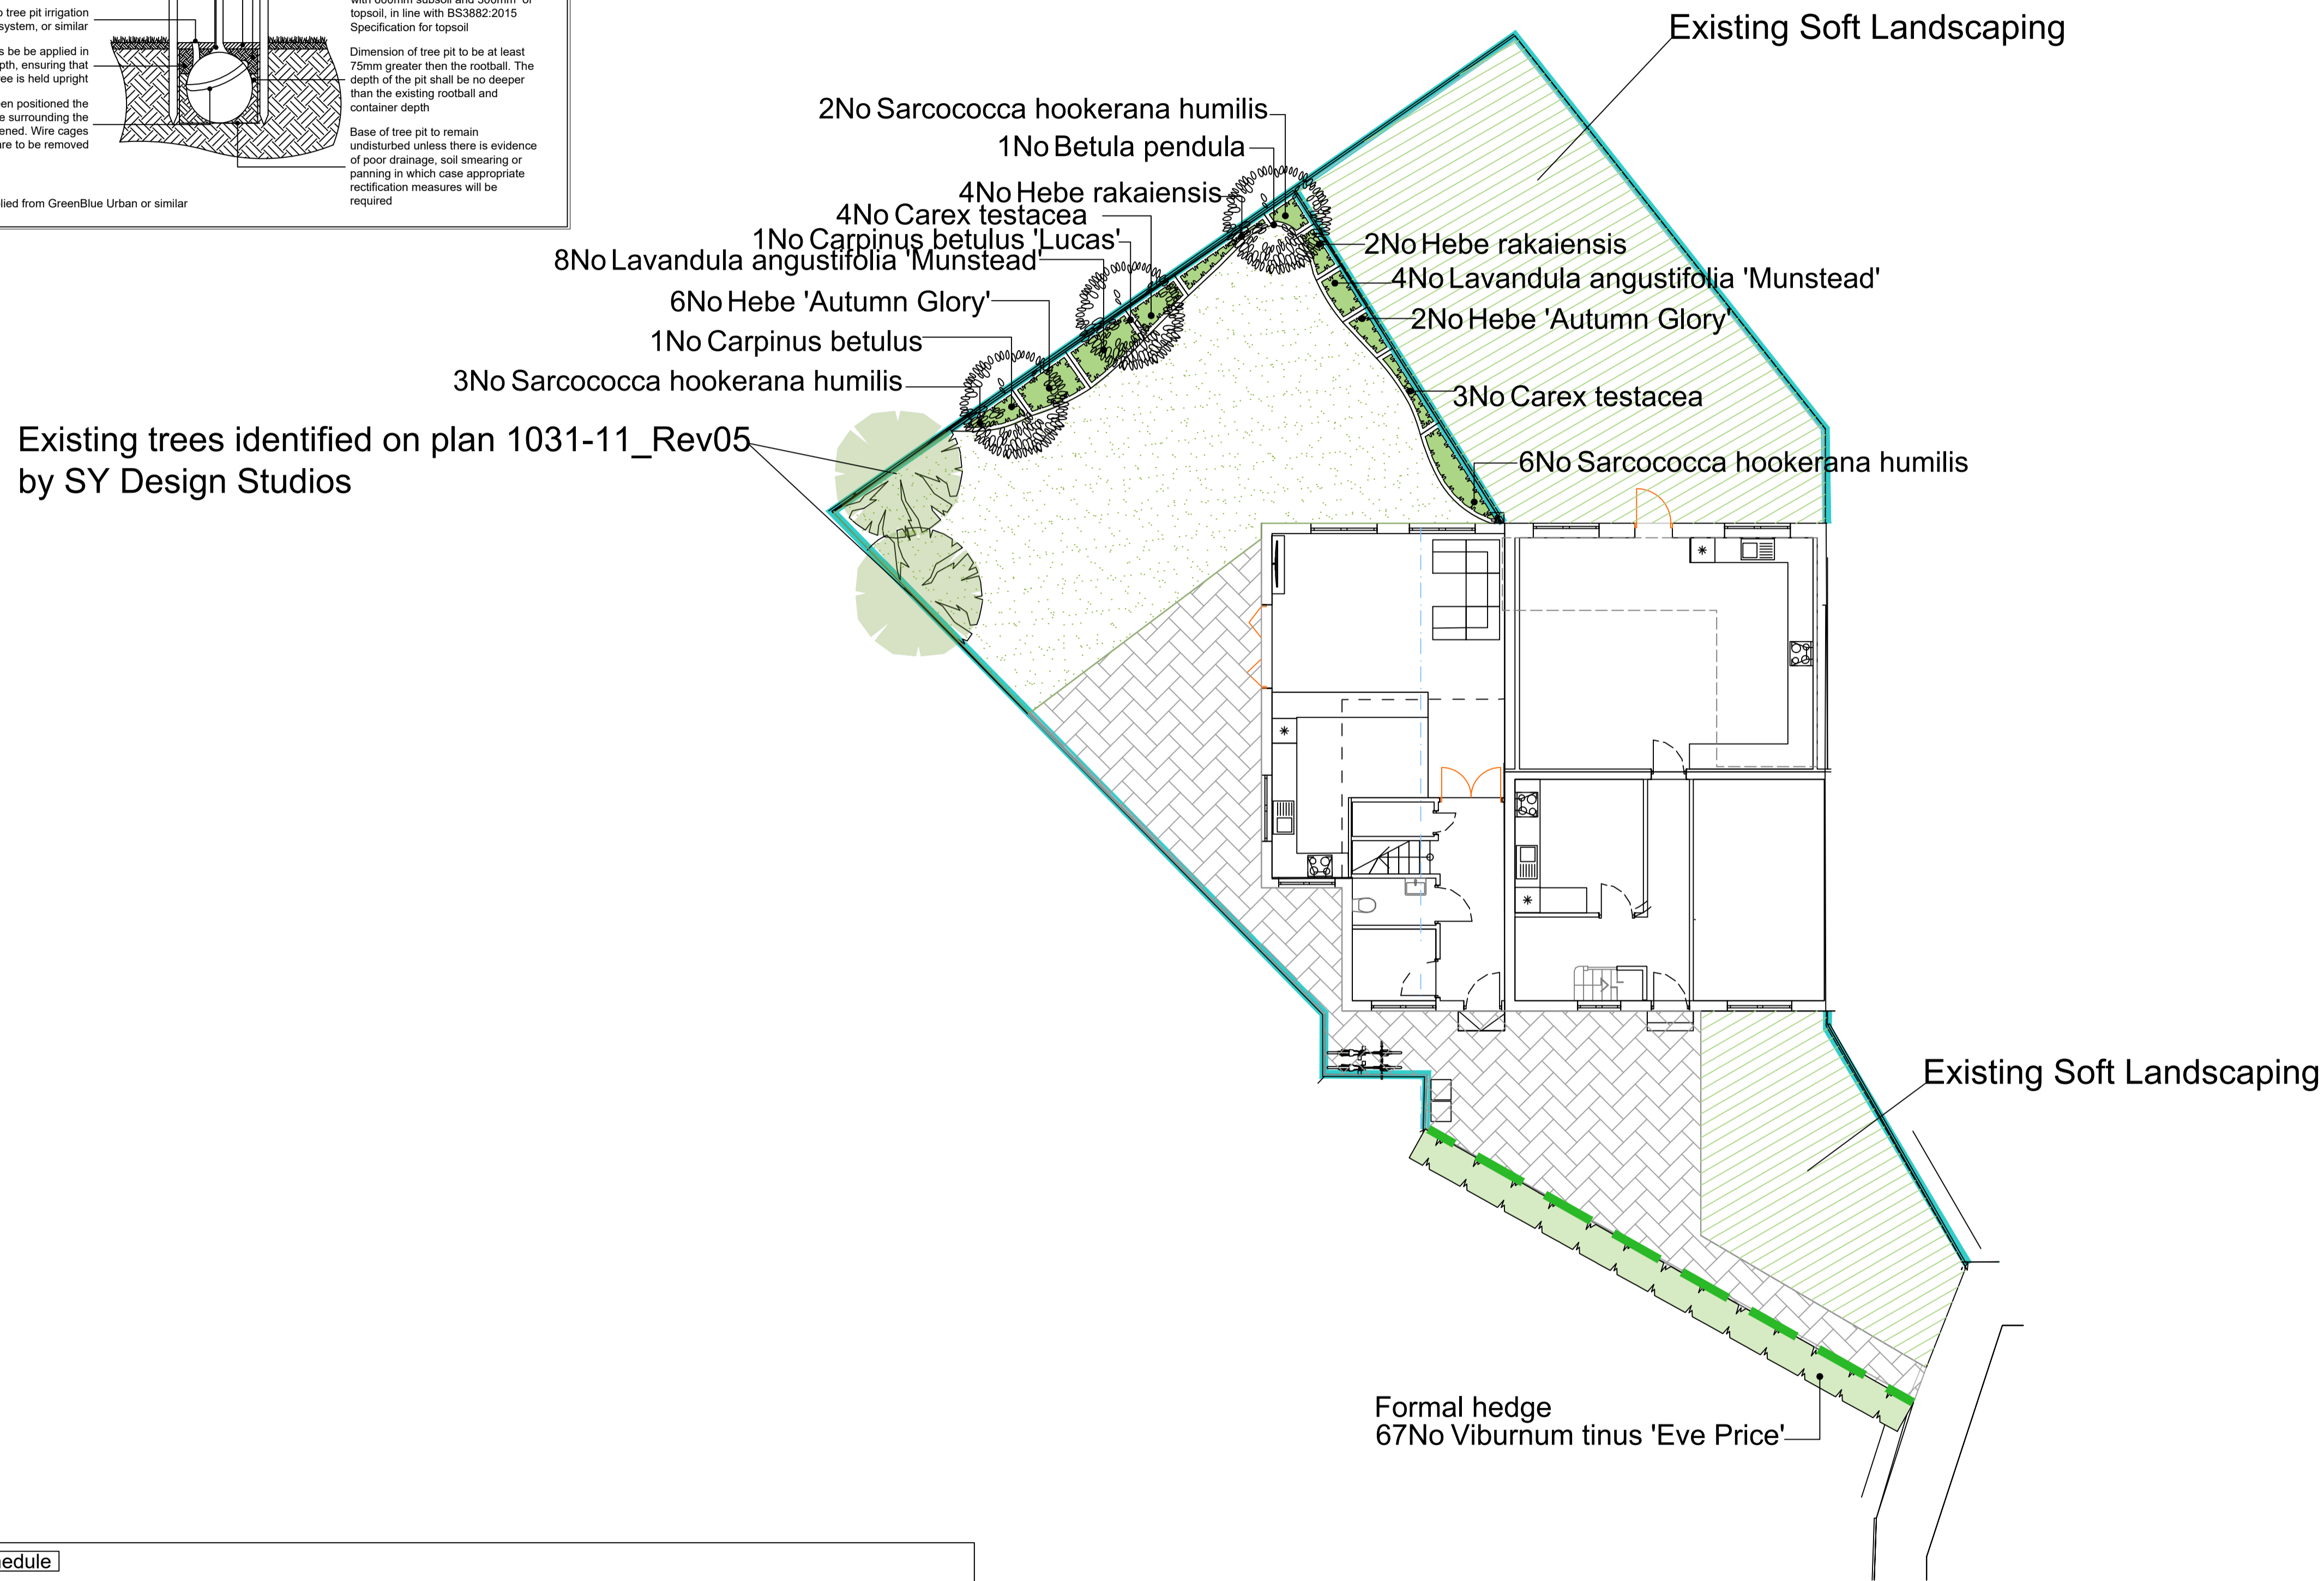 o tree pit irrigation
system, or similar
s be be applied in
pth, ensuring that
ee is held upright
en positioned the
e surrounding the
ened. Wire cages
are to be removed
lied from GreenBlue Urban or similar
topsoil, in line with BS3882:2015
Specification for topsoil
Dimension of tree pit to be at least
75mm greater then the rootball. The
depth of the pit shall be no deeper
than the existing rootball and
container depth
Base of tree pit to remain
undisturbed unless there is evidence
of poor drainage, soil smearing or
panning in which case appropriate
rectification measures will be
required
Existing Soft Landscaping
2No Sarcococca hookerana humilis
1No Betula pendula
4No Hebe rakaiensis
4No Carex testacea
1No Carpinus betulus 'Lucas'
8No Lavandula angustifolia 'Munstead'
6No Hebe 'Autumn Glory'
1No Carpinus betulus
3No Sarcococca hookerana humilis
2No Hebe rakaiensis
4No Lavandula angustifolia 'Munstead'
2No Hebe 'Autumn Glory'
3No Carex testacea
6No Sarcococca hookerana humilis
Existing trees identified on plan 1031-11_Rev05
by SY Design Studios
Existing Soft Landscaping
Formal hedge
67No Viburnum tinus 'Eve Price'
nedule